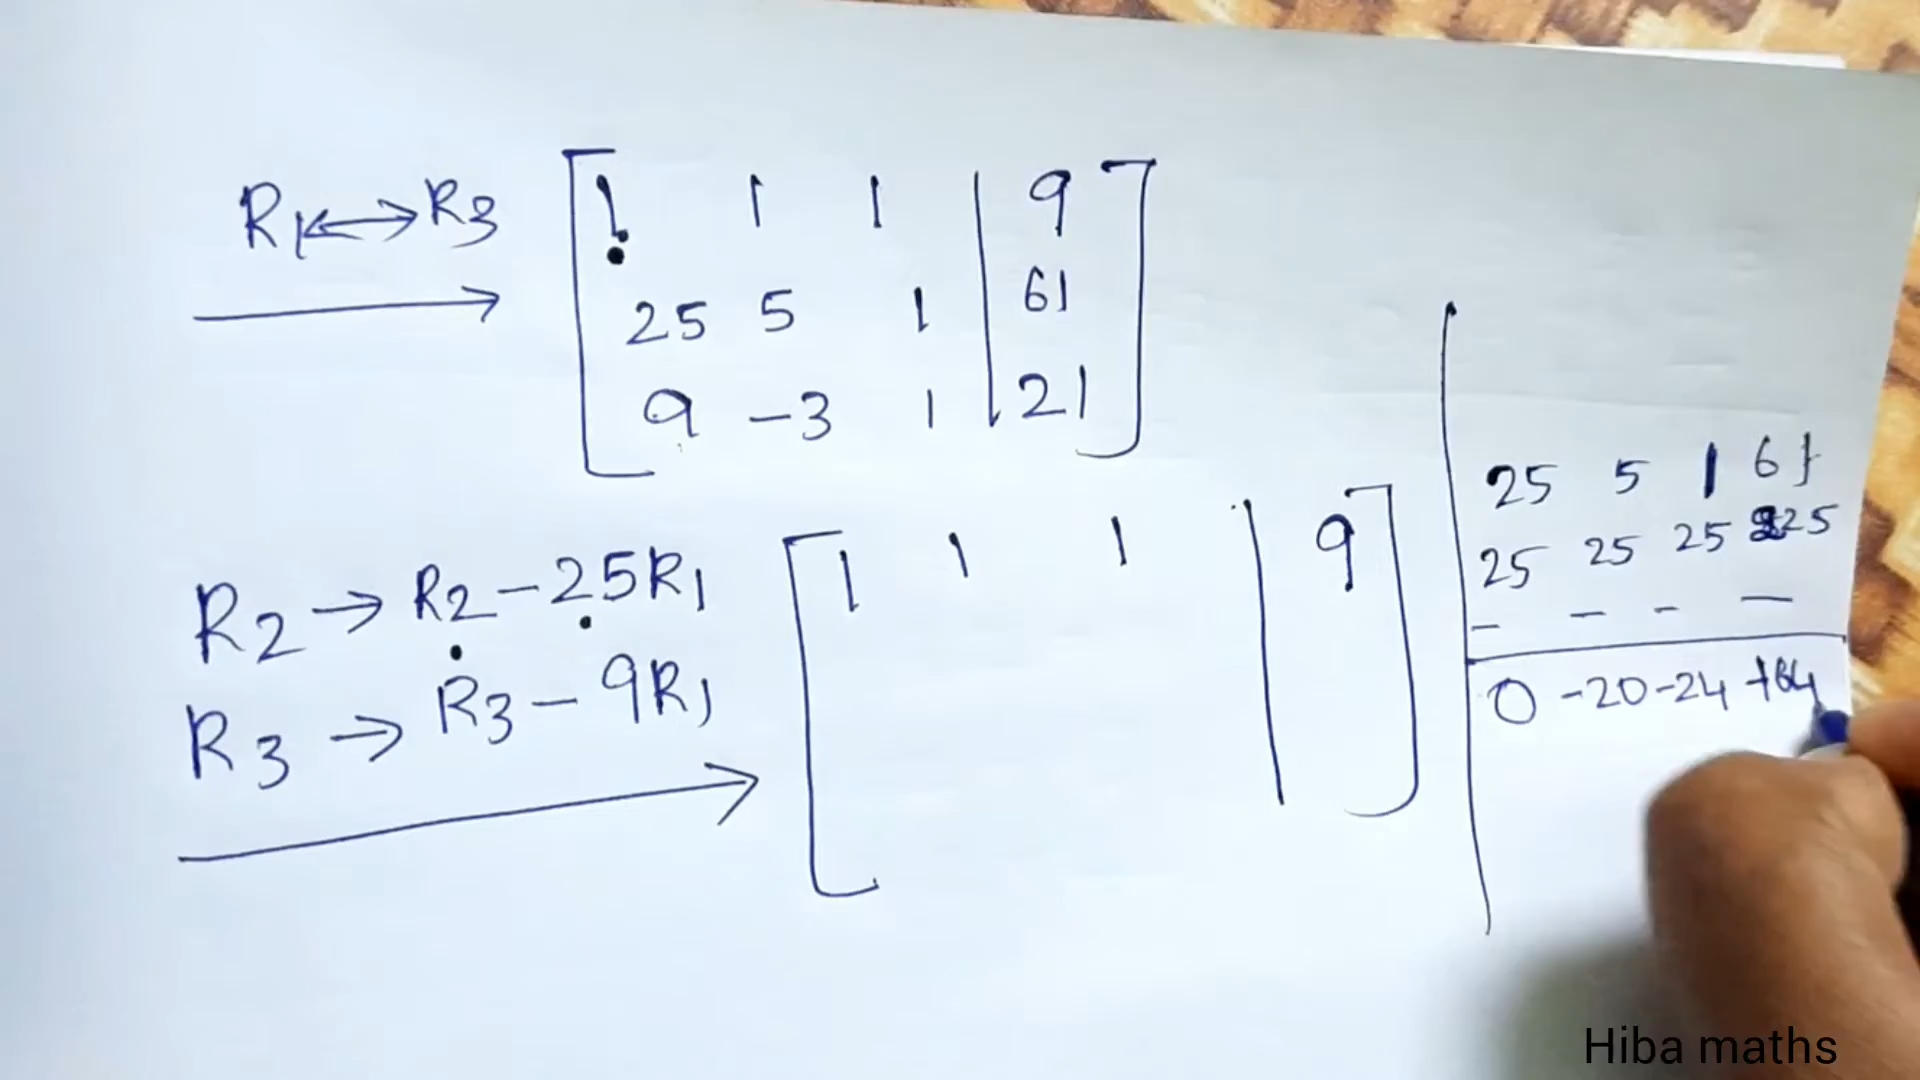 R1 ↔ R3
1 1 1 | 9
25 5 1 | 61
9 -3 1 | 21
R2 → R2 - 25R1
R3 → R3 - 9R1
1 1 1 | 9
25 5 1 61
25 25 25 225
- - - -
0 -20 -24
Hiba maths